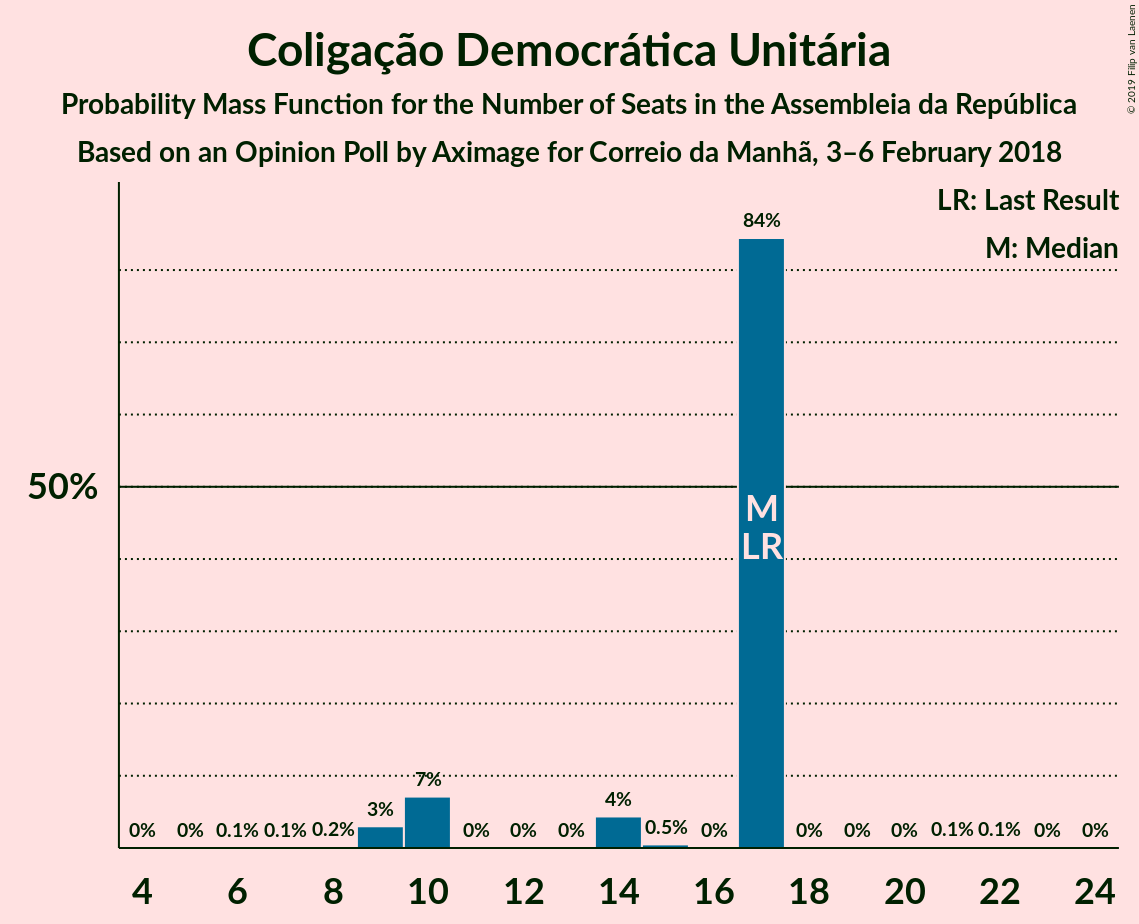 Coligação Democrática Unitária
Probability Mass Function for the Number of Seats in the Assembleia da República
Based on an Opinion Poll by Aximage for Correio da Manhã, 3–6 February 2018
© 2019 Filip van Laenen
LR: Last Result
M: Median
84%
50%
M
LR
0% 0% 0.1% 0.1% 0.2% 3% 7% 0% 0% 0% 4% 0.5% 0% 0% 0% 0% 0.1% 0.1% 0% 0%
4 6 8 10 12 14 16 18 20 22 24